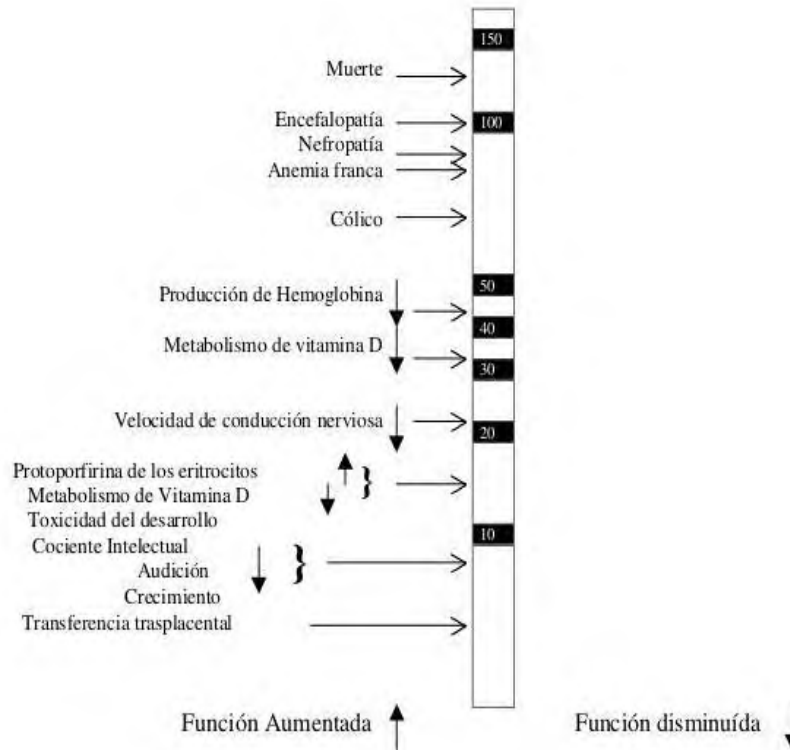 150
Muerte
Encefalopatía
100
Nefropatía
Anemia franca
Cólico
50
Producción de Hemoglobina
40
Metabolismo de vitamina D
30
Velocidad de conducción nerviosa
20
Protoporfirina de los eritrocitos
Metabolismo de Vitamina D
Toxicidad del desarrollo
10
Cociente Intelectual
Audición
Crecimiento
Transferencia trasplacental
Función Aumentada Función disminuída